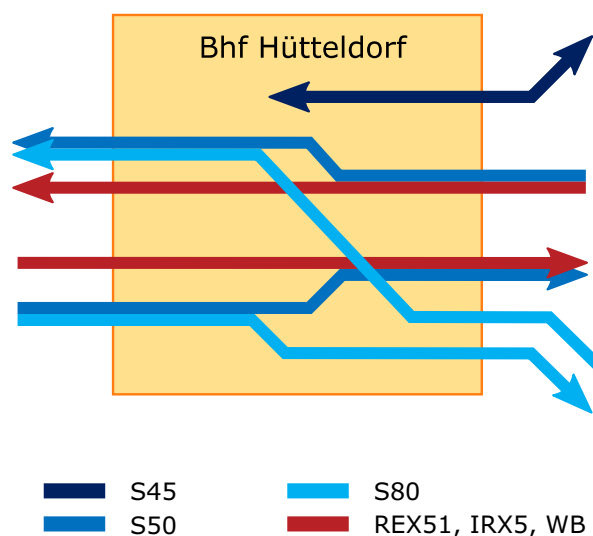 Bhf Hütteldorf
S45
S80
S50
REX51, IRX5, WB